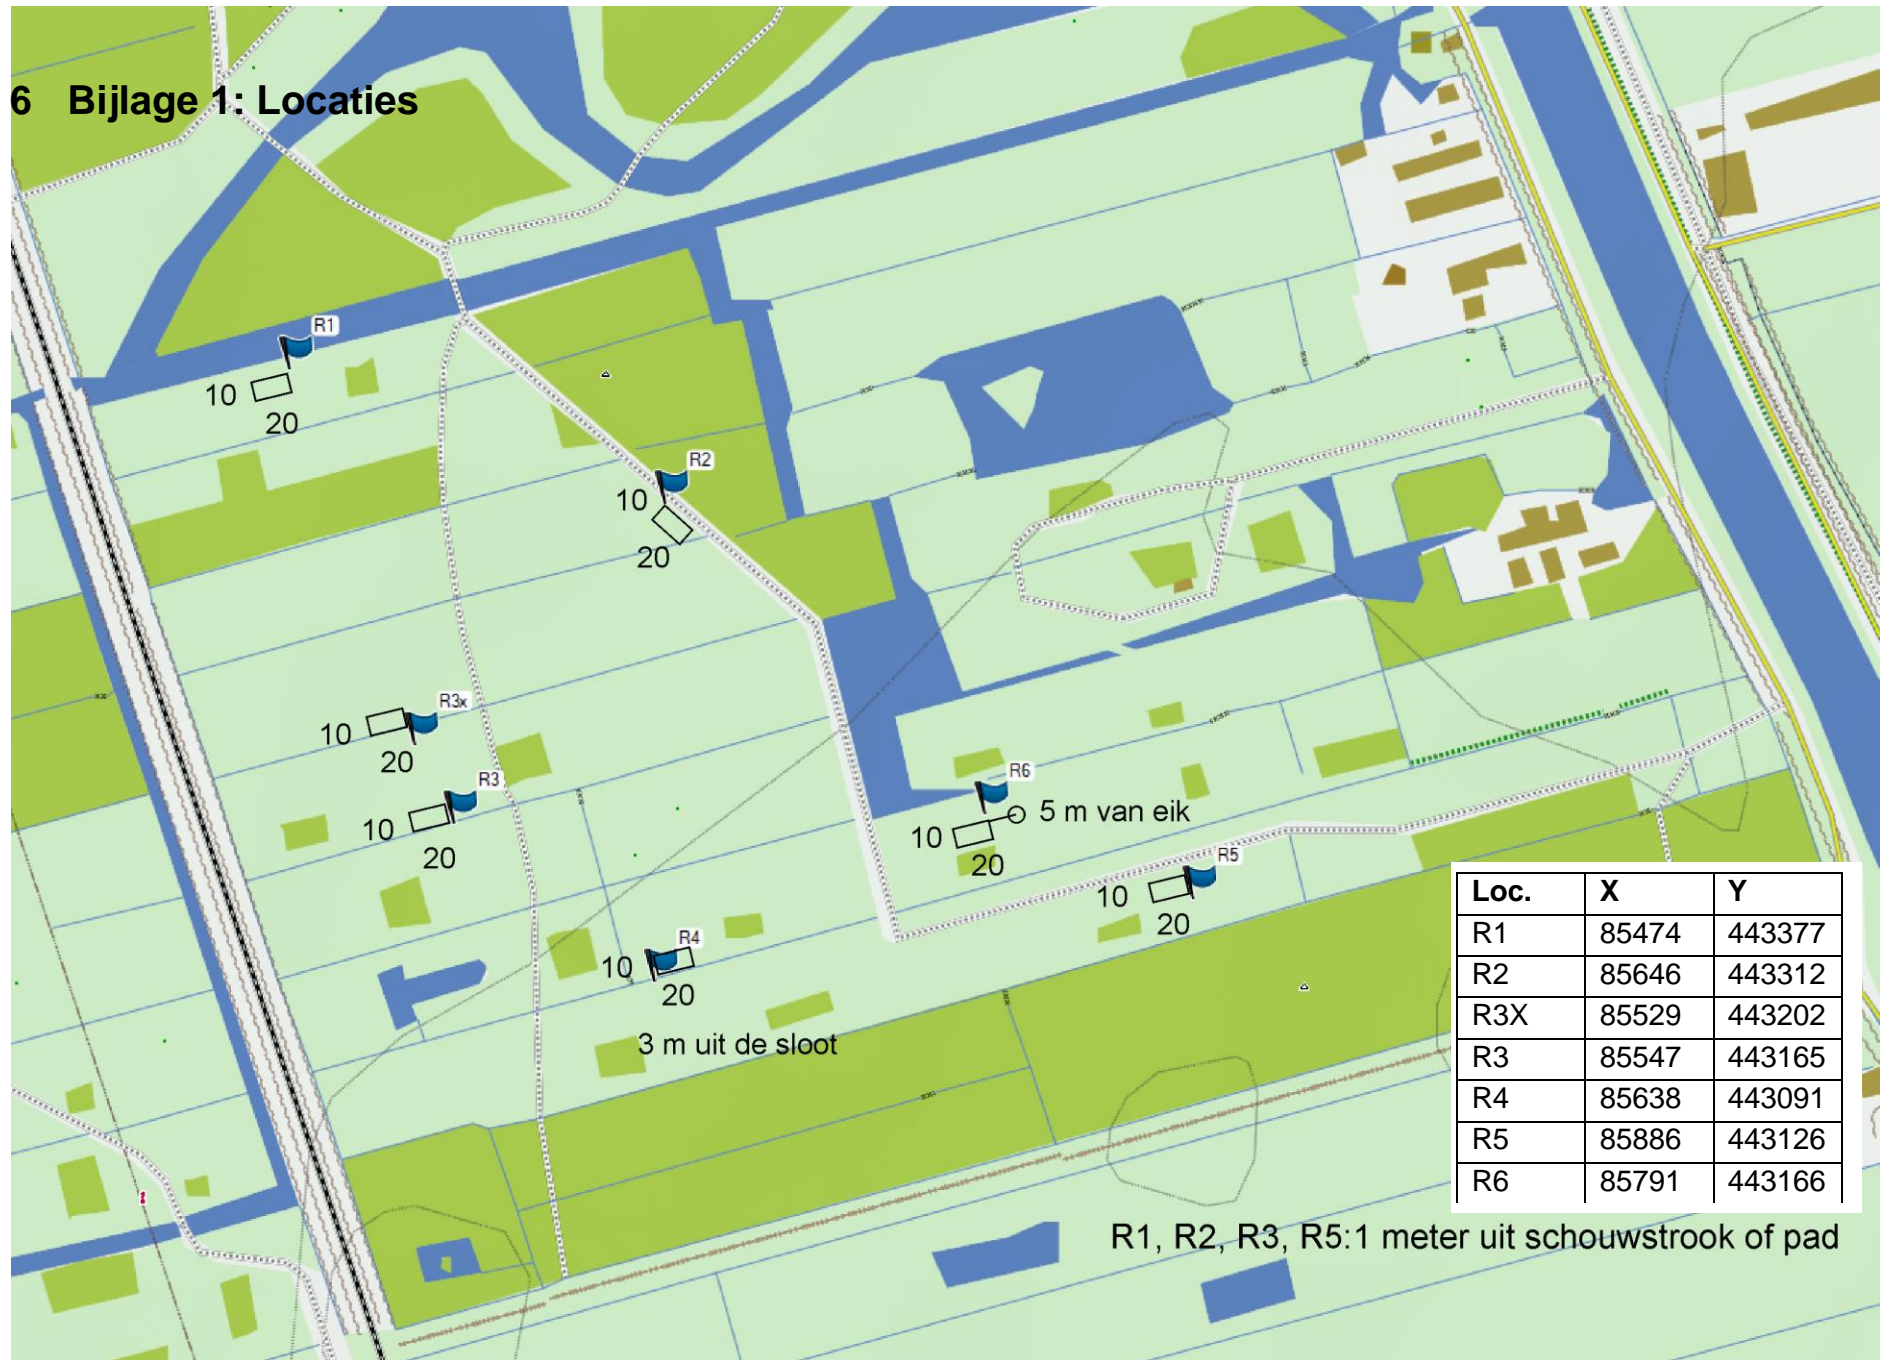 6 Bijlage 1: Locaties
R1
10
20
R2
10
20
R3x
10
20
R3
10
20
R6
5 m van eik
10
20
R5
10
20
R4
10
20
3 m uit de sloot
Loc. X Y
R1 85474 443377
R2 85646 443312
R3X 85529 443202
R3 85547 443165
R4 85638 443091
R5 85886 443126
R6 85791 443166
R1, R2, R3, R5:1 meter uit schouwstrook of pad